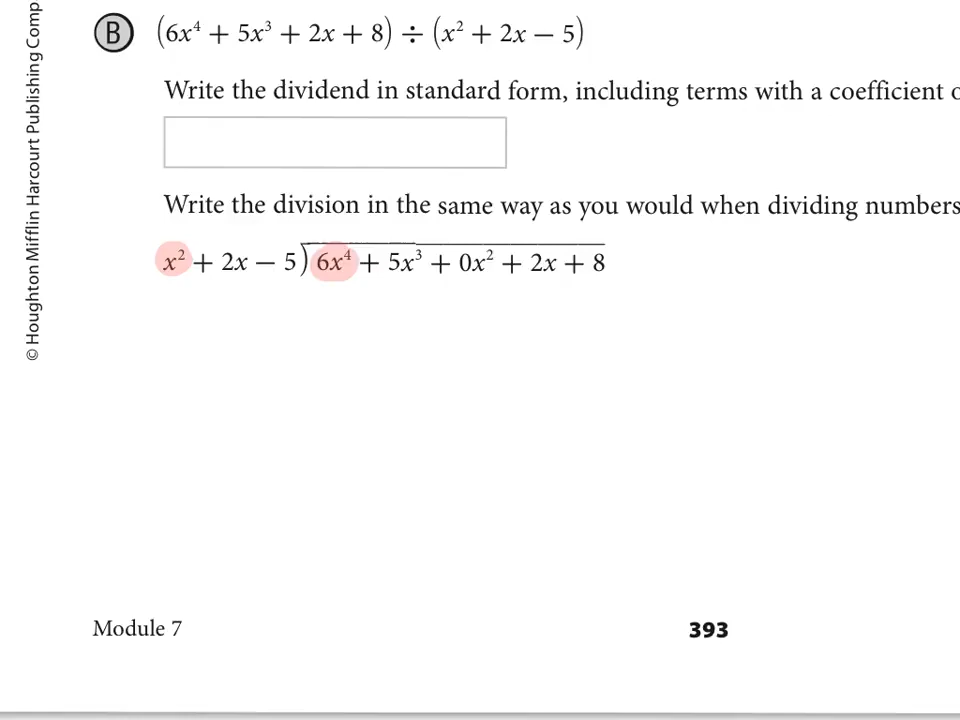 B (6x⁴ + 5x³ + 2x + 8) ÷ (x² + 2x − 5)
Write the dividend in standard form, including terms with a coefficient o
Write the division in the same way as you would when dividing numbers
x² + 2x − 5)6x⁴ + 5x³ + 0x² + 2x + 8
© Houghton Mifflin Harcourt Publishing Comp
Module 7
393